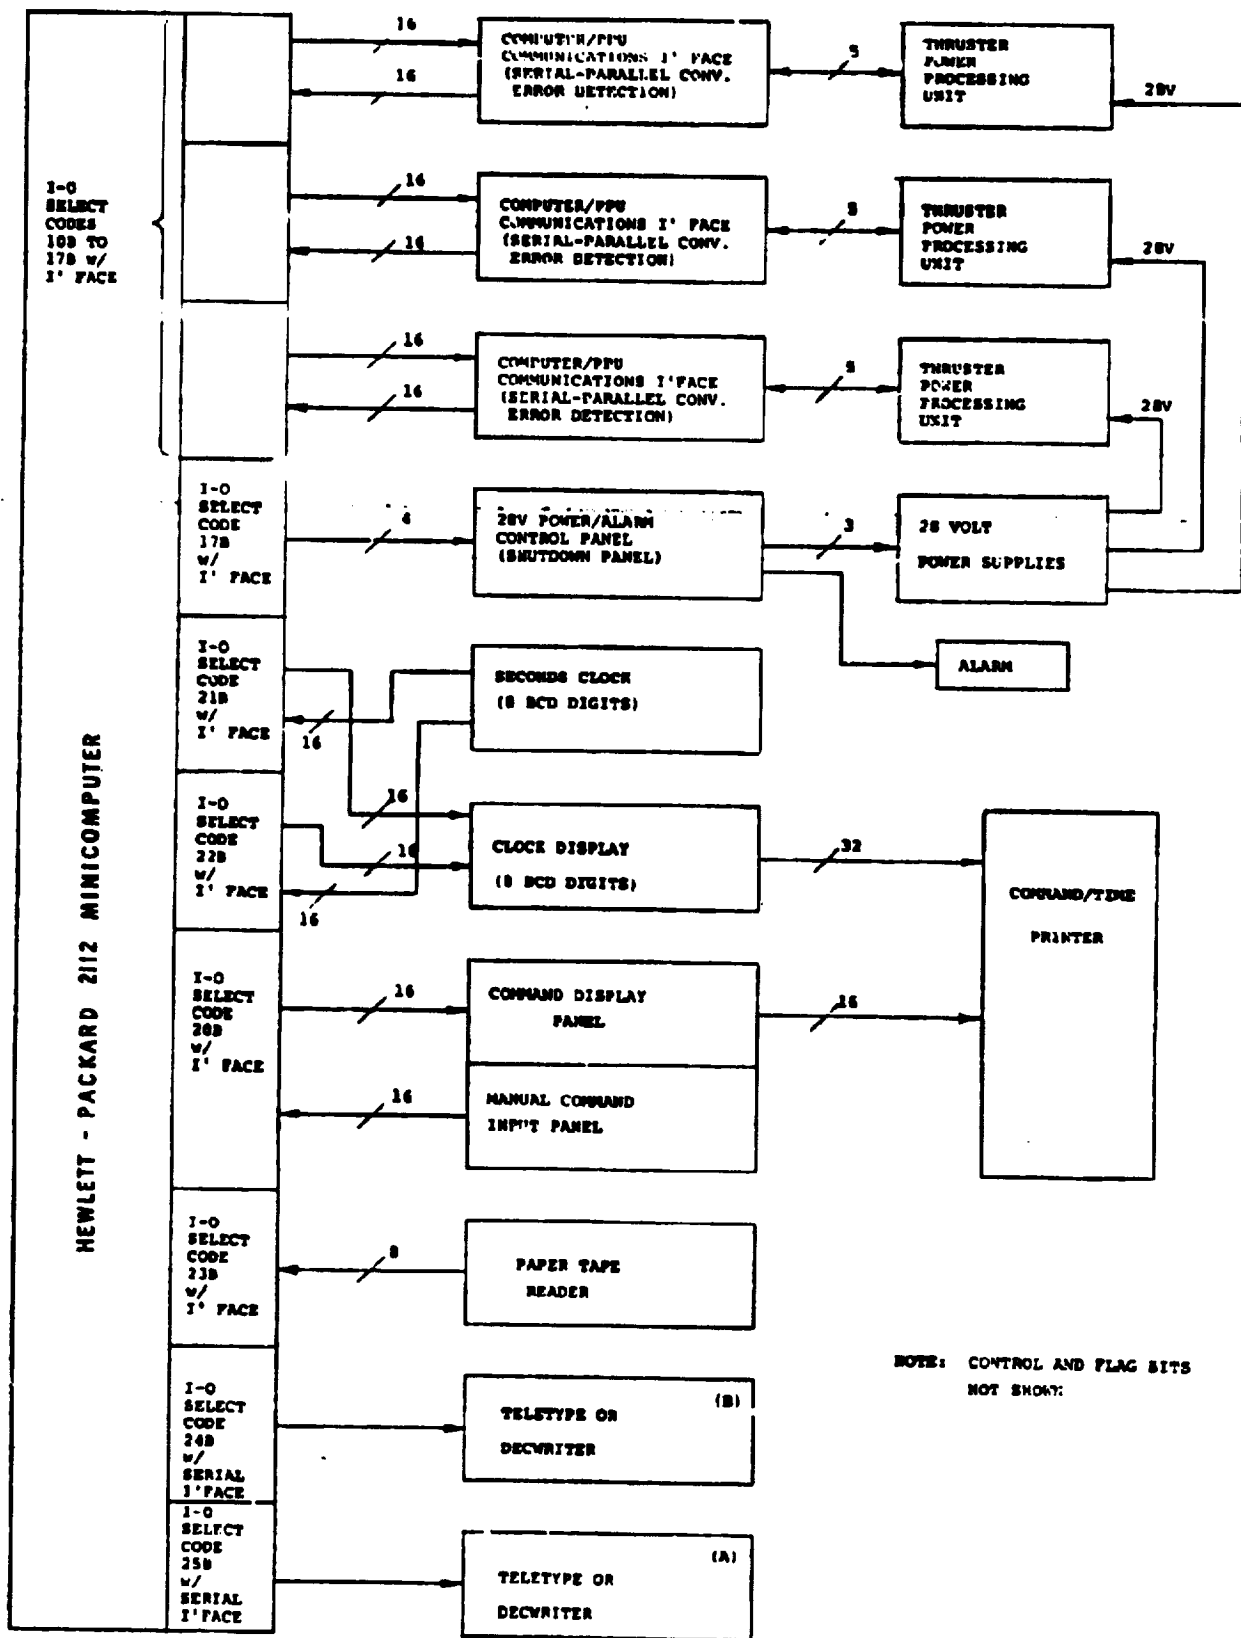 HEWLETT - PACKARD 2112 MINICOMPUTER
I-O
SELECT
CODES
10B TO
17B W/
I' FACE
16
16
COMPUTER/PPU
COMMUNICATIONS I' FACE
(SERIAL-PARALLEL CONV.
ERROR DETECTION)
5
THRUSTER
POWER
PROCESSING
UNIT
28V
16
16
COMPUTER/PPU
COMMUNICATIONS I' FACE
(SERIAL-PARALLEL CONV.
ERROR DETECTION)
5
THRUSTER
POWER
PROCESSING
UNIT
28V
16
16
COMPUTER/PPU
COMMUNICATIONS I'FACE
(SERIAL-PARALLEL CONV.
ERROR DETECTION)
5
THRUSTER
POWER
PROCESSING
UNIT
28V
I-O
SELECT
CODE
17B
W/
I' FACE
4
28V POWER/ALARM
CONTROL PANEL
(SHUTDOWN PANEL)
3
28 VOLT
POWER SUPPLIES
ALARM
I-O
SELECT
CODE
21B
W/
I' FACE
16
SECONDS CLOCK
(8 BCD DIGITS)
I-O
SELECT
CODE
22B
W/
I' FACE
16
16
16
CLOCK DISPLAY
(8 BCD DIGITS)
32
COMMAND/TIME
PRINTER
I-O
SELECT
CODE
20B
W/
I' FACE
16
COMMAND DISPLAY
PANEL
16
16
MANUAL COMMAND
INPUT PANEL
I-O
SELECT
CODE
23B
W/
I' FACE
8
PAPER TAPE
READER
NOTE: CONTROL AND FLAG BITS
NOT SHOWN
I-O
SELECT
CODE
24B
W/
SERIAL
I'FACE
(B)
TELETYPE OR
DECWRITER
I-O
SELECT
CODE
25B
W/
SERIAL
I'FACE
(A)
TELETYPE OR
DECWRITER